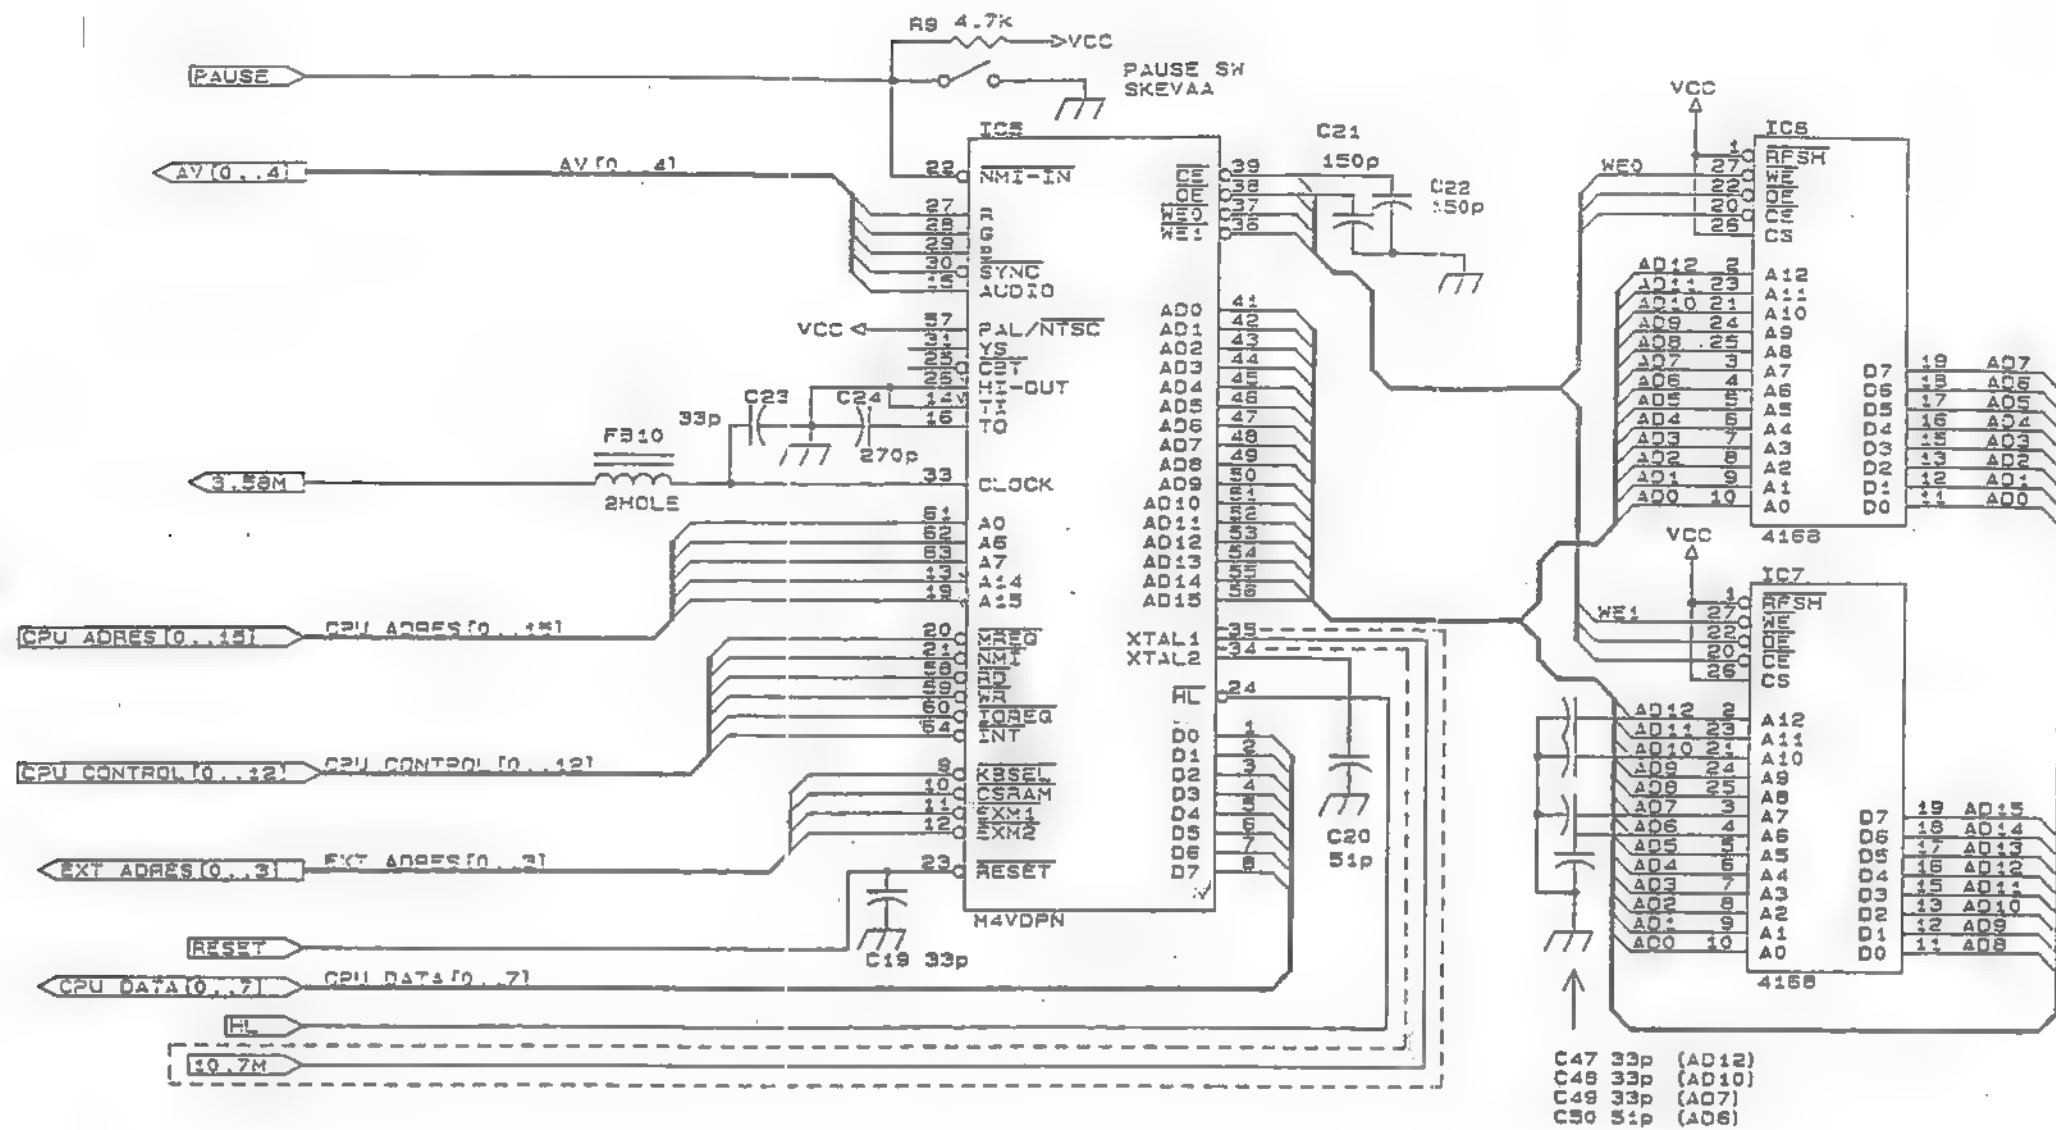 R9 4.7K
VCC
PAUSE
PAUSE SW
SKEVAA
AV[0..4]
AV[0..4]
IC5
22 NMI-IN
27 R
28 G
29 B
30 SYNC
AUDIO
VCC
57 PAL/NTSC
YS
CBT
HI-OUT
14
16 TO
C23
33p
C24
270p
FB10
2HOLE
3.58M
33 CLOCK
61 A0
62 A6
63 A7
13 A14
A15
CPU ADRES[0..15]
CPU ADRES[0..15]
20 MREQ
21 NMI
58
59
60 IOREQ
64 INT
CPU CONTROL[0..12]
CPU CONTROL[0..12]
9 KBSEL
10 CSRAM
11 EXM1
12 EXM2
EXT ADRES[0..3]
EXT ADRES[0..3]
23 RESET
M4VDPN
RESET
C19 33p
CPU DATA[0..7]
CPU DATA[0..7]
HL
10.7M
CE 39
OE 38
WE0 37
WE1 36
C21
150p
C22
150p
AD0 41
AD1 42
AD2 43
AD3 44
AD4 45
AD5 46
AD6 47
AD7 48
AD8 49
AD9 50
AD10 51
AD11 52
AD12 53
AD13 54
AD14 55
AD15 56
XTAL1 35
XTAL2 34
HL 24
D0 1
D1 2
D2 3
D3 4
D4 5
D5 6
D6 7
D7 8
C20
51p
VCC
IC6
1 RFSH
WE0 27 WE
22 OE
20 CE
26 CS
AD12 2 A12
AD11 23 A11
AD10 21 A10
AD9 24 A9
AD8 25 A8
AD7 3 A7
AD6 4 A6
AD5 5 A5
AD4 6 A4
AD3 7 A3
AD2 8 A2
AD1 9 A1
AD0 10 A0
D7 19 AD7
D6 18 AD6
D5 17 AD5
D4 16 AD4
D3 15 AD3
D2 13 AD2
D1 12 AD1
D0 11 AD0
4168
VCC
IC7
1 RFSH
WE1 27 WE
22 OE
20 CE
26 CS
AD12 2 A12
AD11 23 A11
AD10 21 A10
AD9 24 A9
AD8 25 A8
AD7 3 A7
AD6 4 A6
AD5 5 A5
AD4 6 A4
AD3 7 A3
AD2 8 A2
AD1 9 A1
AD0 10 A0
D7 19 AD15
D6 18 AD14
D5 17 AD13
D4 16 AD12
D3 15 AD11
D2 13 AD10
D1 12 AD9
D0 11 AD8
4168
C47 33p (AD12)
C48 33p (AD10)
C49 33p (AD7)
C50 51p (AD6)